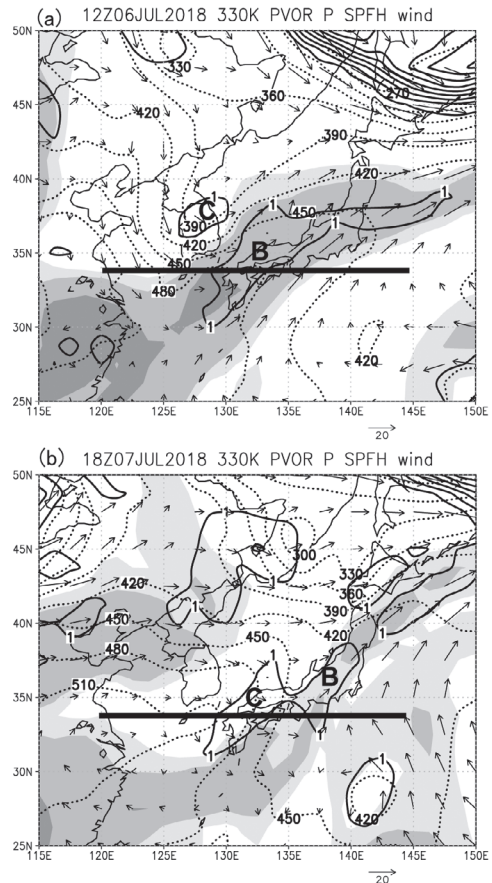 (a) 12Z06JUL2018 330K PVOR P SPFH wind
50N
330
360
270
45N
420
390
420
40N
1
C
1
1
450
1
390
420
B
35N
450
480
30N
1
420
25N
115E 120E 125E 130E 135E 140E 145E 150E
20
(b) 18Z07JUL2018 330K PVOR P SPFH wind
50N
45N
300
420
330
1
360
1
1
390
1
40N
450
1
450
420
1
480
1
B
510
C
35N
1
1
30N
1
450
420
25N
115E 120E 125E 130E 135E 140E 145E 150E
20